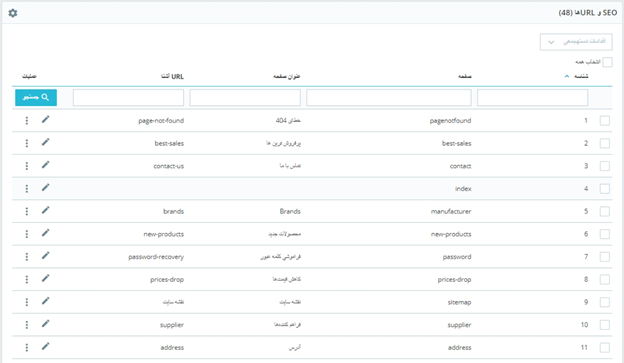 SEO و URLها (48)
اقدامات دسته‌جمعی
انتخاب همه
شناسه صفحه عنوان صفحه URL آشنا عملیات
جستجو
1 pagenotfound خطای 404 page-not-found
2 best-sales پرفروش ترین ها best-sales
3 contact تماس با ما contact-us
4 index
5 manufacturer Brands brands
6 new-products محصولات جدید new-products
7 password فراموشی کلمه عبور password-recovery
8 prices-drop کاهش قیمت‌ها prices-drop
9 sitemap نقشه سایت نقشه سایت
10 supplier فراهم کننده‌ها supplier
11 address آدرس address